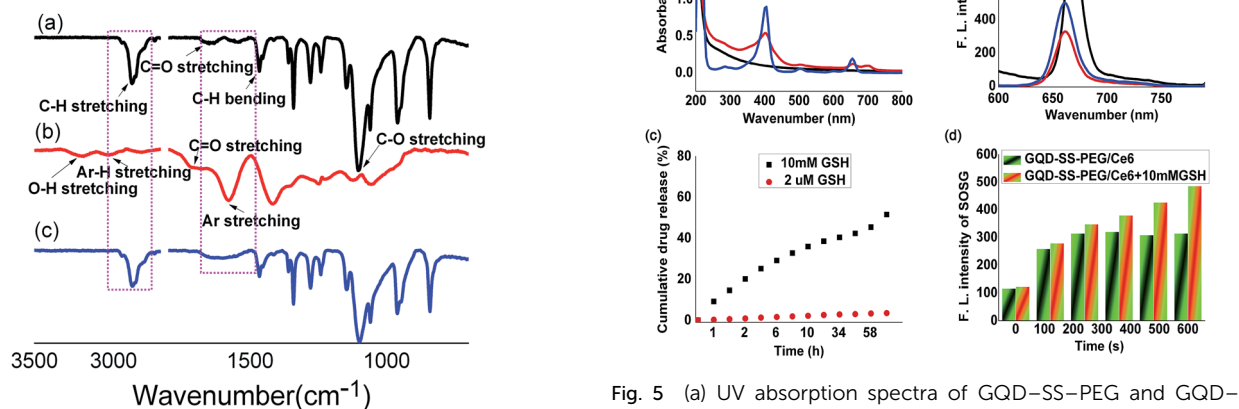 (a)
C=O stretching
C-H stretching
C-H bending
C-O stretching
(b)
C=O stretching
Ar-H stretching
O-H stretching
Ar stretching
(c)
3500 3000 1500 1000
Wavenumber(cm-1)
1.0
0.5
0.0
200 300 400 500 600 700 800
Wavenumber (nm)
Absorba
400
200
0
600 650 700 750
Wavenumber (nm)
F. L. inte
(c)
80
60
40
20
0
10mM GSH
2 uM GSH
1 2 6 10 34 58
Time (h)
Cumulative drug release (%)
(d)
600
500
400
300
200
100
0
GQD-SS-PEG/Ce6
GQD-SS-PEG/Ce6+10mMGSH
0 100 200 300 400 500 600
Time (s)
F. L. intensity of SOSG
Fig. 5 (a) UV absorption spectra of GQD–SS–PEG and GQD–